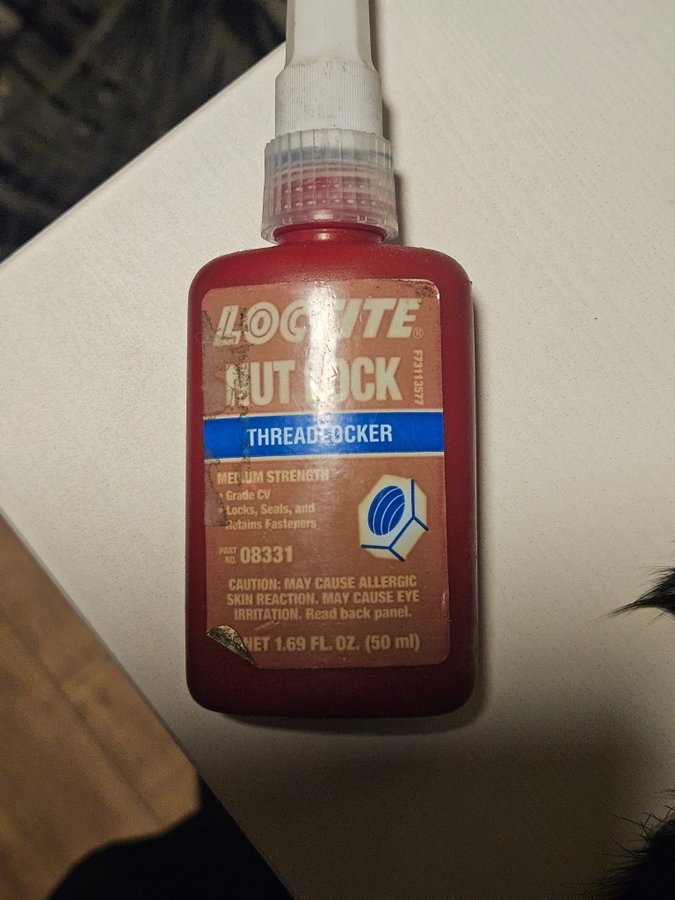 LOCTITE®
NUT LOCK
F73113577
THREADLOCKER
MEDIUM STRENGTH
• Grade CV
• Locks, Seals, and
Retains Fasteners
PART NO. 08331
CAUTION: MAY CAUSE ALLERGIC
SKIN REACTION. MAY CAUSE EYE
IRRITATION. Read back panel.
NET 1.69 FL. OZ. (50 ml)